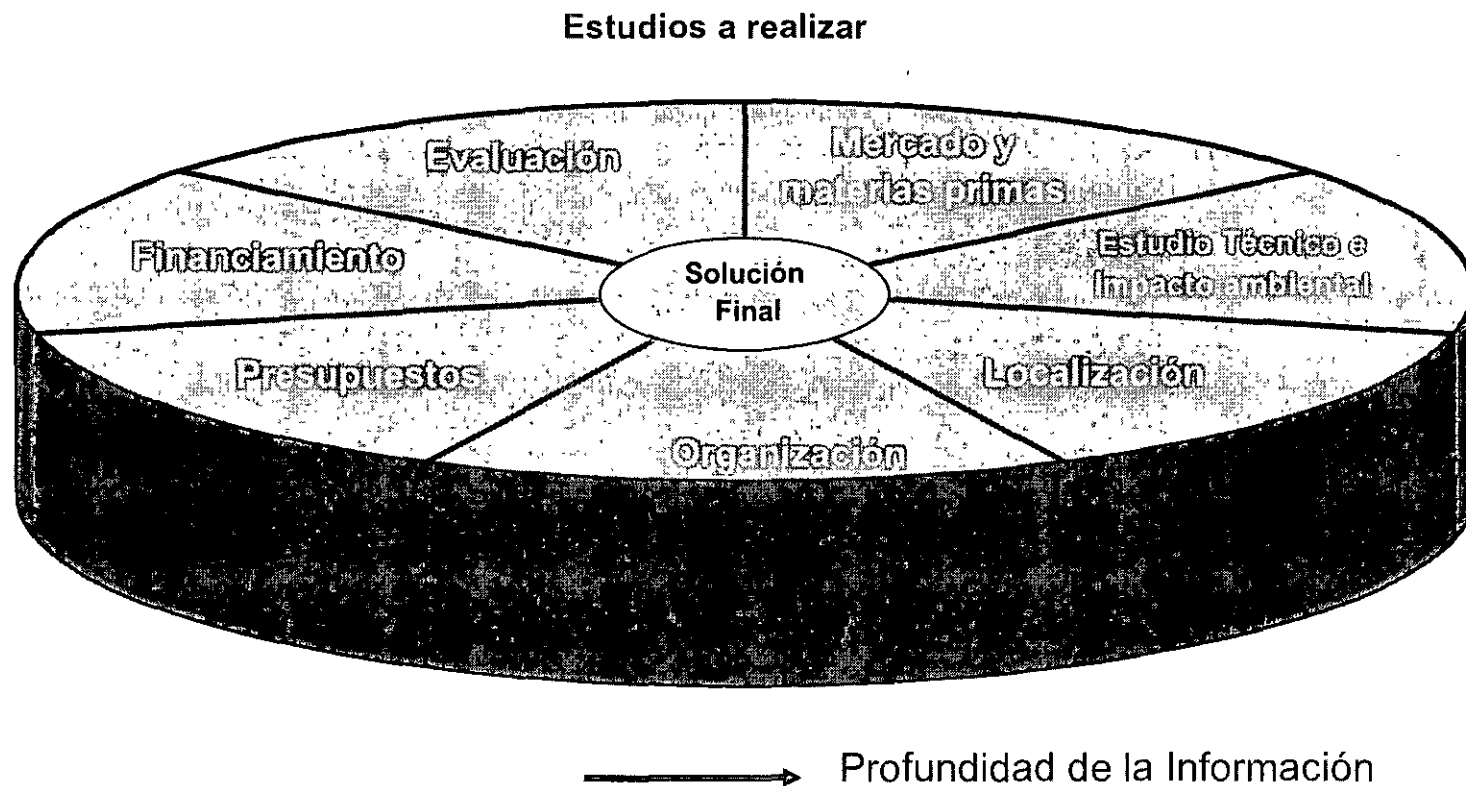 Estudios a realizar
Evaluación
Mercado y
materias primas
Financiamiento
Estudio Técnico e
Impacto ambiental
Solución
Final
Presupuestos
Localización
Organización
Profundidad de la Información